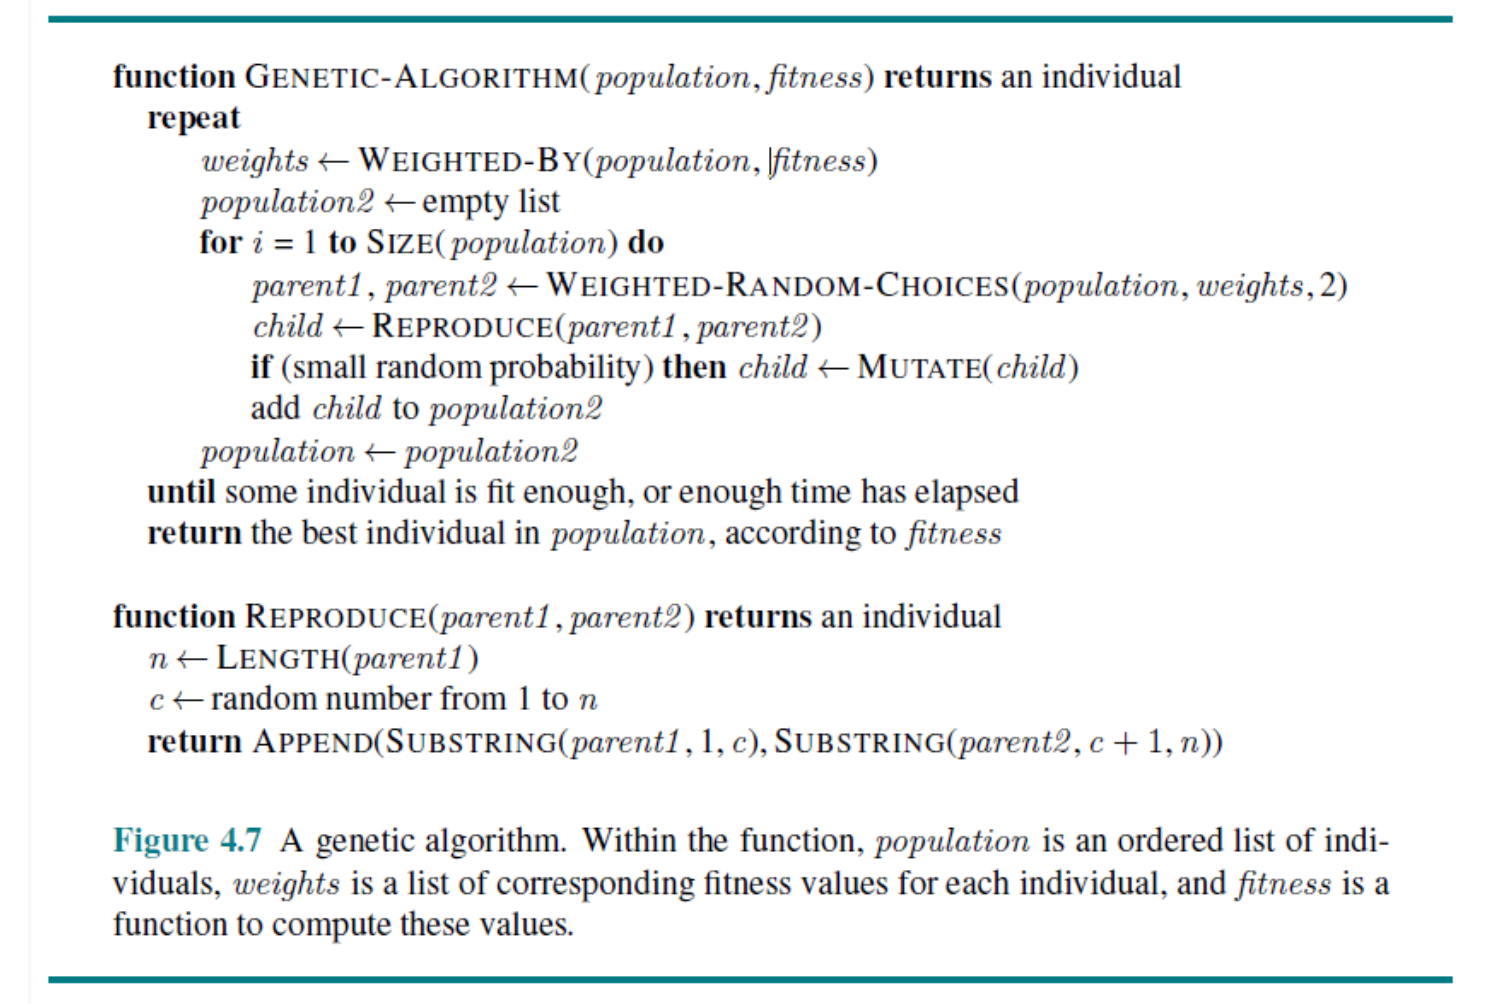 function GENETIC-ALGORITHM(population, fitness) returns an individual
repeat
weights ← WEIGHTED-BY(population, fitness)
population2 ← empty list
for i = 1 to SIZE(population) do
parent1, parent2 ← WEIGHTED-RANDOM-CHOICES(population, weights, 2)
child ← REPRODUCE(parent1, parent2)
if (small random probability) then child ← MUTATE(child)
add child to population2
population ← population2
until some individual is fit enough, or enough time has elapsed
return the best individual in population, according to fitness
function REPRODUCE(parent1, parent2) returns an individual
n ← LENGTH(parent1)
c ← random number from 1 to n
return APPEND(SUBSTRING(parent1, 1, c), SUBSTRING(parent2, c + 1, n))
Figure 4.7 A genetic algorithm. Within the function, population is an ordered list of indi-
viduals, weights is a list of corresponding fitness values for each individual, and fitness is a
function to compute these values.